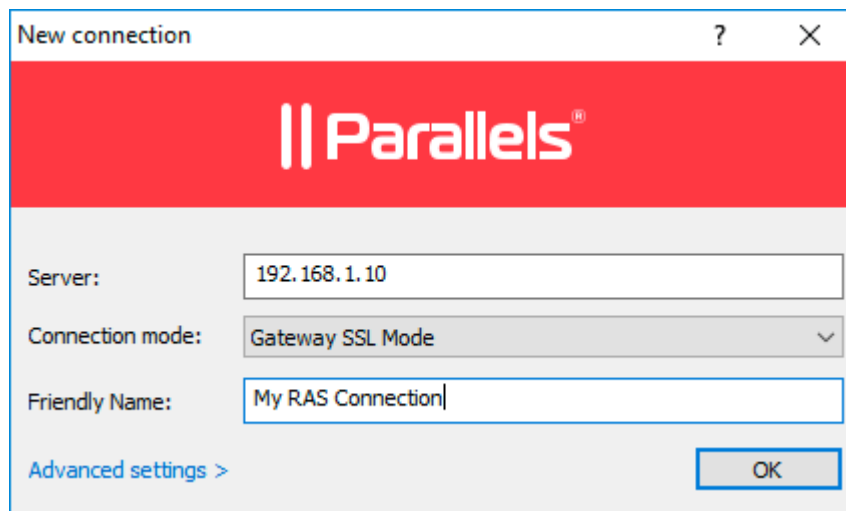 New connection ?
|| Parallels®
Server: 192.168.1.10
Connection mode: Gateway SSL Mode
Friendly Name: My RAS Connection
Advanced settings > OK